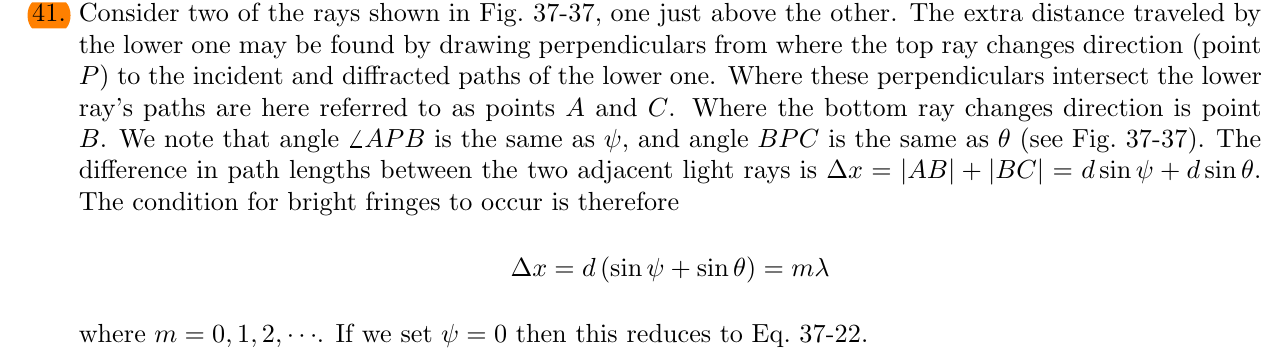 41. Consider two of the rays shown in Fig. 37-37, one just above the other. The extra distance traveled by
the lower one may be found by drawing perpendiculars from where the top ray changes direction (point
P) to the incident and diffracted paths of the lower one. Where these perpendiculars intersect the lower
ray's paths are here referred to as points A and C. Where the bottom ray changes direction is point
B. We note that angle ∠APB is the same as ψ, and angle BPC is the same as θ (see Fig. 37-37). The
difference in path lengths between the two adjacent light rays is Δx = |AB| + |BC| = d sin ψ + d sin θ.
The condition for bright fringes to occur is therefore
Δx = d (sin ψ + sin θ) = mλ
where m = 0, 1, 2, ···. If we set ψ = 0 then this reduces to Eq. 37-22.